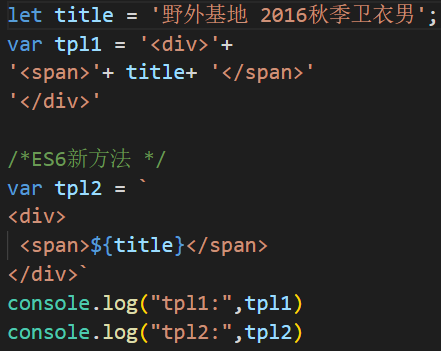 let title = '野外基地 2016秋季卫衣男';
var tpl1 = '<div>'+
'<span>'+ title+ '</span>'
'</div>'
/*ES6新方法 */
var tpl2 = `
<div>
<span>${title}</span>
</div>`
console.log("tpl1:",tpl1)
console.log("tpl2:",tpl2)